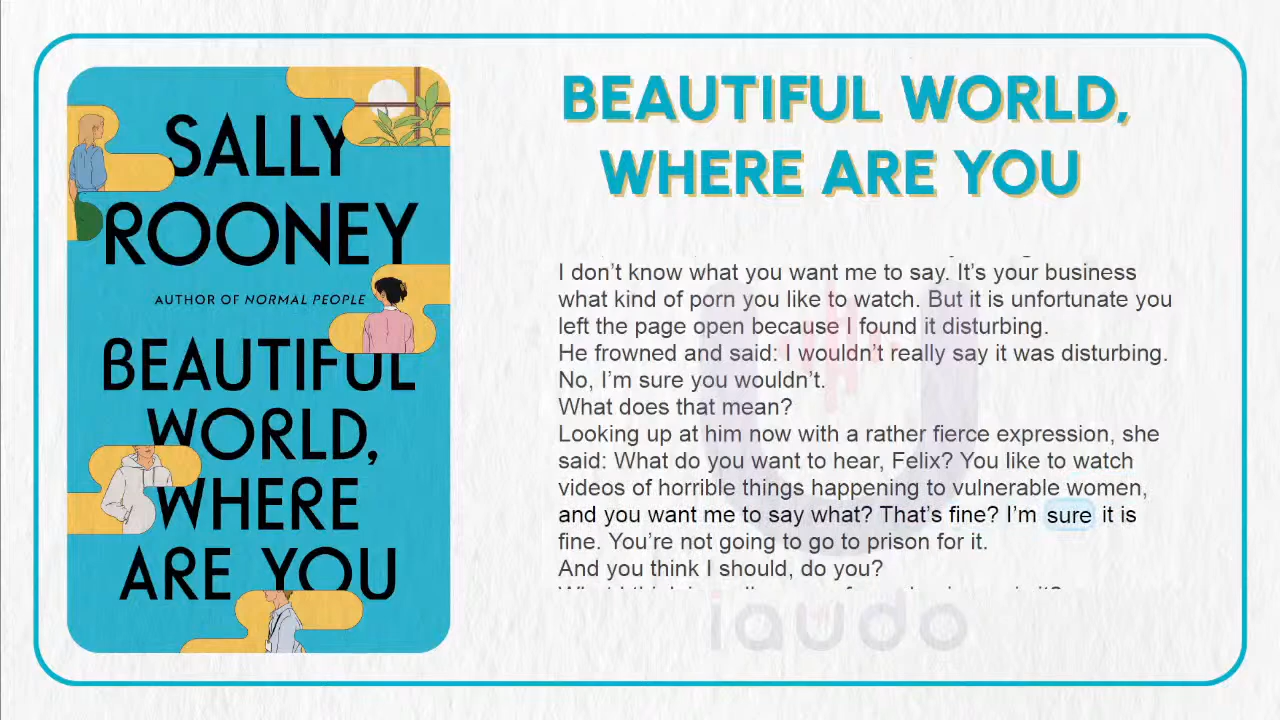 SALLY
ROONEY
AUTHOR OF NORMAL PEOPLE
BEAUTIFUL
WORLD,
WHERE
ARE YOU
BEAUTIFUL WORLD,
WHERE ARE YOU
I don’t know what you want me to say. It’s your business
what kind of porn you like to watch. But it is unfortunate you
left the page open because I found it disturbing.
He frowned and said: I wouldn’t really say it was disturbing.
No, I’m sure you wouldn’t.
What does that mean?
Looking up at him now with a rather fierce expression, she
said: What do you want to hear, Felix? You like to watch
videos of horrible things happening to vulnerable women,
and you want me to say what? That’s fine? I’m sure it is
fine. You’re not going to go to prison for it.
And you think I should, do you?
iaudo